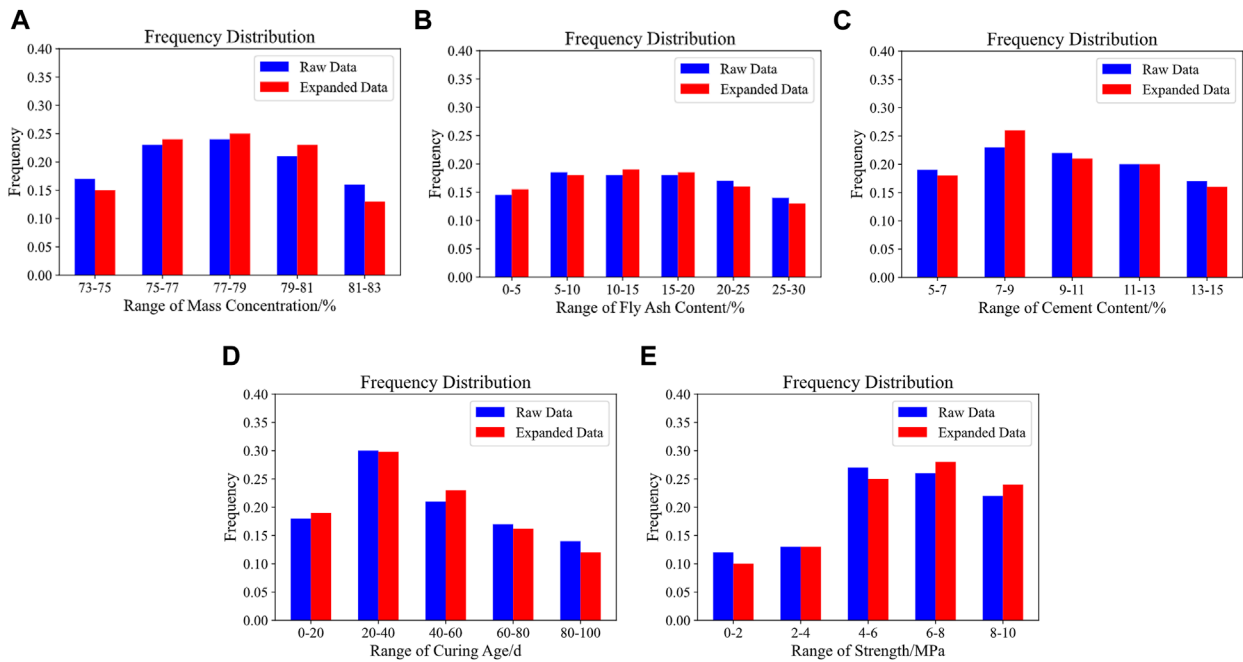 A
Frequency Distribution
Raw Data
Expanded Data
Frequency
0.40
0.35
0.30
0.25
0.20
0.15
0.10
0.05
0.00
73-75 75-77 77-79 79-81 81-83
Range of Mass Concentration/%
B
Frequency Distribution
Raw Data
Expanded Data
Frequency
0.40
0.35
0.30
0.25
0.20
0.15
0.10
0.05
0.00
0-5 5-10 10-15 15-20 20-25 25-30
Range of Fly Ash Content/%
C
Frequency Distribution
Raw Data
Expanded Data
Frequency
0.40
0.35
0.30
0.25
0.20
0.15
0.10
0.05
0.00
5-7 7-9 9-11 11-13 13-15
Range of Cement Content/%
D
Frequency Distribution
Raw Data
Expanded Data
Frequency
0.40
0.35
0.30
0.25
0.20
0.15
0.10
0.05
0.00
0-20 20-40 40-60 60-80 80-100
Range of Curing Age/d
E
Frequency Distribution
Raw Data
Expanded Data
Frequency
0.40
0.35
0.30
0.25
0.20
0.15
0.10
0.05
0.00
0-2 2-4 4-6 6-8 8-10
Range of Strength/MPa